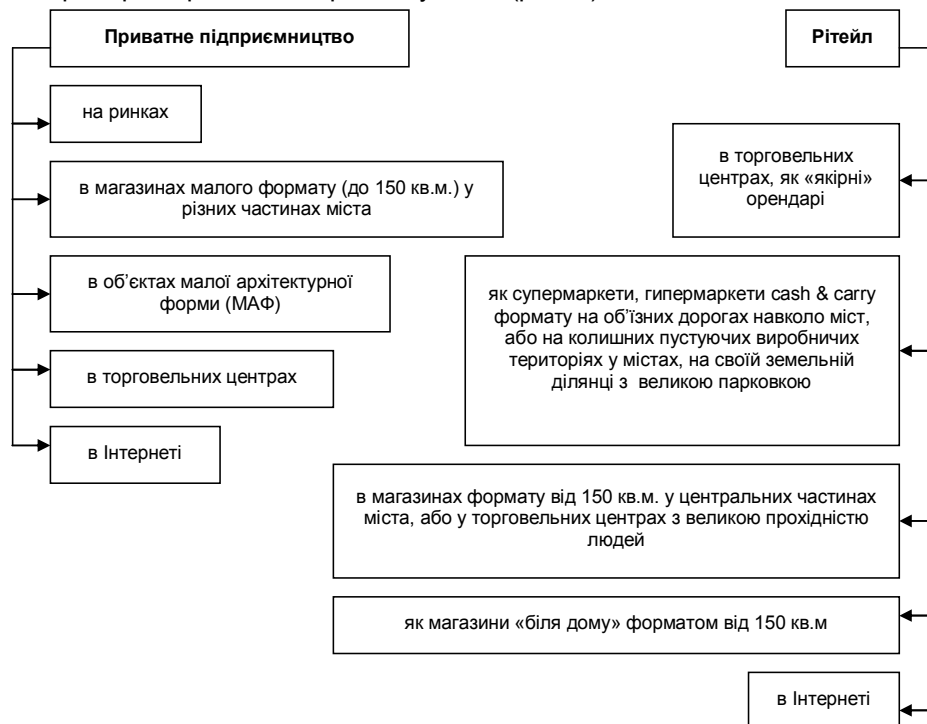 Приватне підприємництво
на ринках
в магазинах малого формату (до 150 кв.м.) у
різних частинах міста
в об’єктах малої архітектурної
форми (МАФ)
в торговельних центрах
в Інтернеті
Рітейл
в торговельних
центрах, як «якірні»
орендарі
як супермаркети, гипермаркети cash & carry
формату на об’їзних дорогах навколо міст,
або на колишних пустуючих виробничих
територіях у містах, на своїй земельній
ділянці з великою парковкою
в магазинах формату від 150 кв.м. у центральних частинах
міста, або у торговельних центрах з великою прохідністю
людей
як магазини «біля дому» форматом від 150 кв.м
в Інтернеті